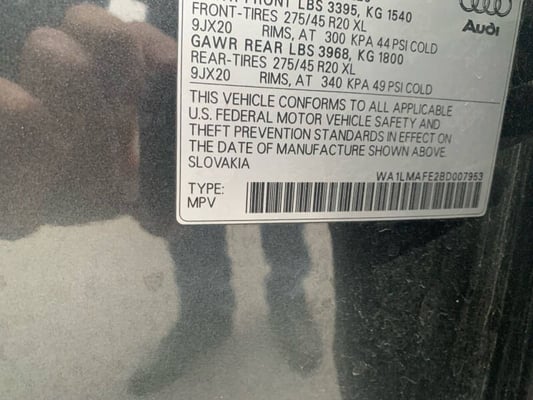 FRONT LBS 3395, KG 1540
FRONT-TIRES 275/45 R20 XL
9JX20 RIMS, AT 300 KPA 44 PSI COLD
GAWR REAR LBS 3968, KG 1800
REAR-TIRES 275/45 R20 XL
9JX20 RIMS, AT 340 KPA 49 PSI COLD
Audi
THIS VEHICLE CONFORMS TO ALL APPLICABLE
U.S. FEDERAL MOTOR VEHICLE SAFETY AND
THEFT PREVENTION STANDARDS IN EFFECT ON
THE DATE OF MANUFACTURE SHOWN ABOVE.
SLOVAKIA
WA1LMAFE2BD007953
TYPE:
MPV